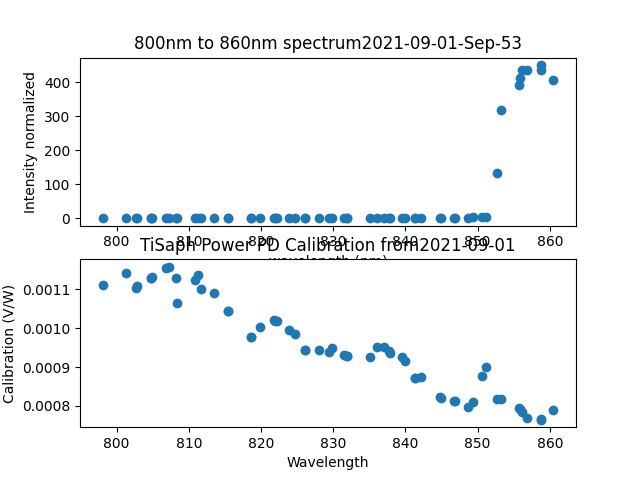 800nm to 860nm spectrum2021-09-01-Sep-53
Intensity normalized
400
300
200
100
0
800 810 820 830 840 850 860
wavelength (nm)
TiSaph Power PD Calibration from2021-09-01
Calibration (V/W)
0.0011
0.0010
0.0009
0.0008
800 810 820 830 840 850 860
Wavelength